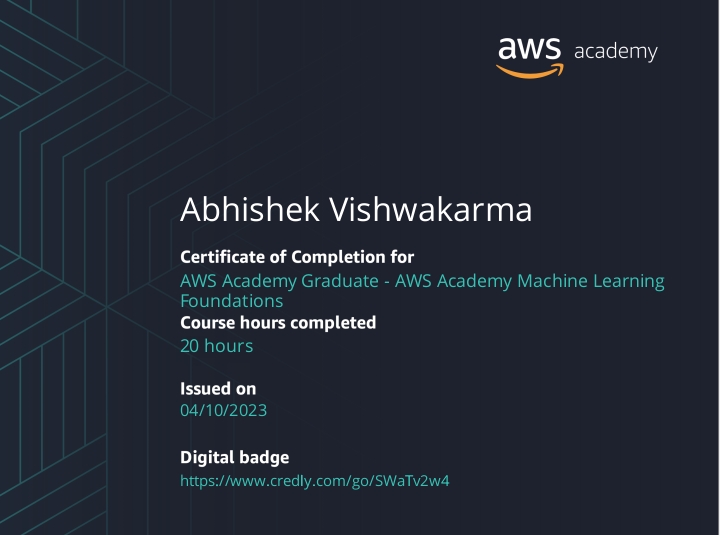 aws academy
Abhishek Vishwakarma
Certificate of Completion for
AWS Academy Graduate - AWS Academy Machine Learning
Foundations
Course hours completed
20 hours
Issued on
04/10/2023
Digital badge
https://www.credly.com/go/SWaTv2w4